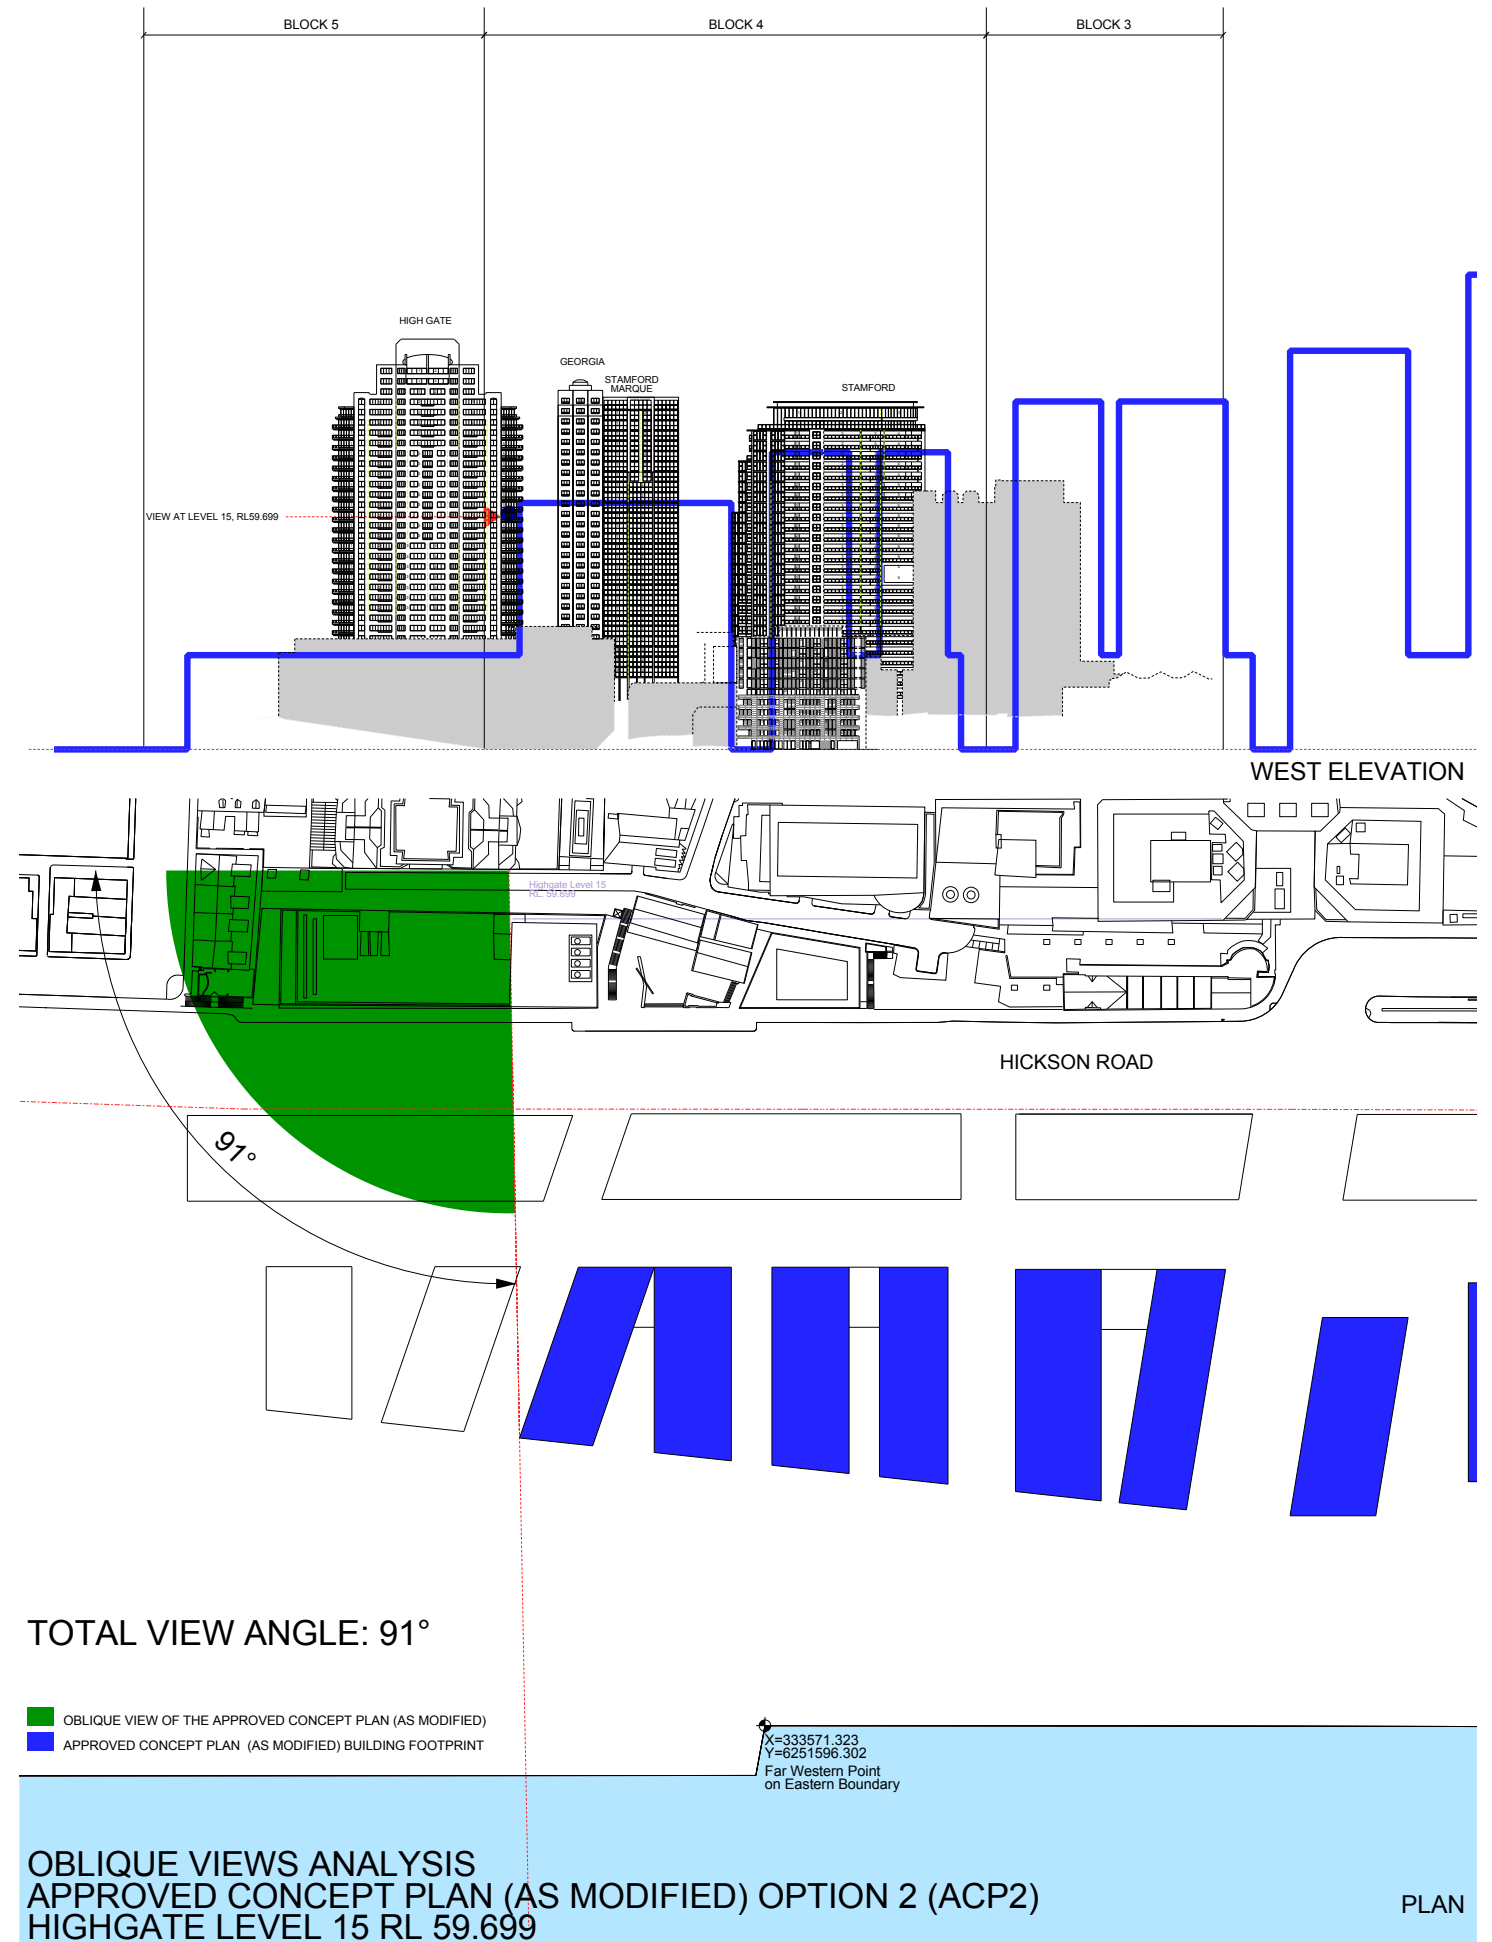 BLOCK 5
BLOCK 4
BLOCK 3
HIGH GATE
GEORGIA
STAMFORD
MARQUE
STAMFORD
VIEW AT LEVEL 15, RL59.699
WEST ELEVATION
Highgate Level 15
RL. 59.699
HICKSON ROAD
91°
TOTAL VIEW ANGLE: 91°
OBLIQUE VIEW OF THE APPROVED CONCEPT PLAN (AS MODIFIED)
APPROVED CONCEPT PLAN (AS MODIFIED) BUILDING FOOTPRINT
X=333571.323
Y=6251596.302
Far Western Point
on Eastern Boundary
OBLIQUE VIEWS ANALYSIS
APPROVED CONCEPT PLAN (AS MODIFIED) OPTION 2 (ACP2)
HIGHGATE LEVEL 15 RL 59.699
PLAN